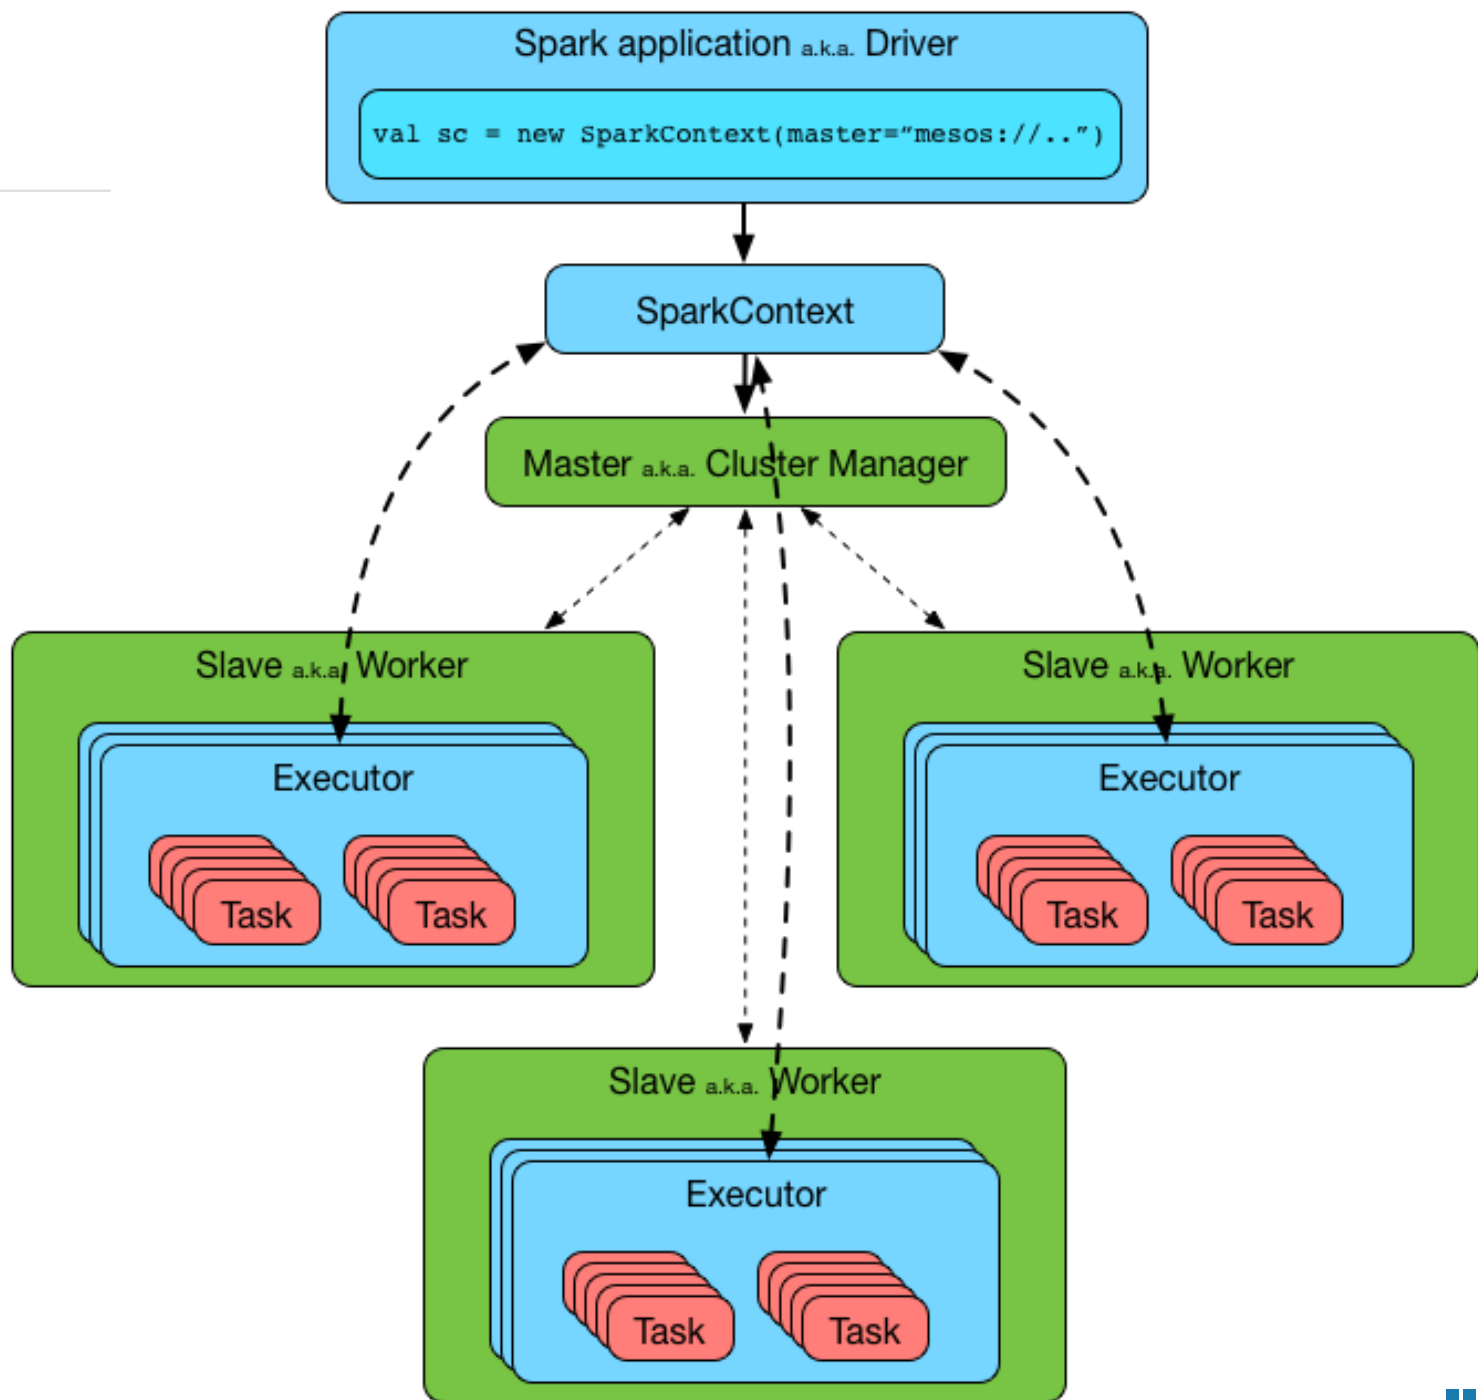 Spark application a.k.a. Driver
val sc = new SparkContext(master=”mesos://..”)
SparkContext
Master a.k.a. Cluster Manager
Slave a.k.a. Worker
Executor
Task Task
Slave a.k.a. Worker
Executor
Task Task
Slave a.k.a. Worker
Executor
Task Task